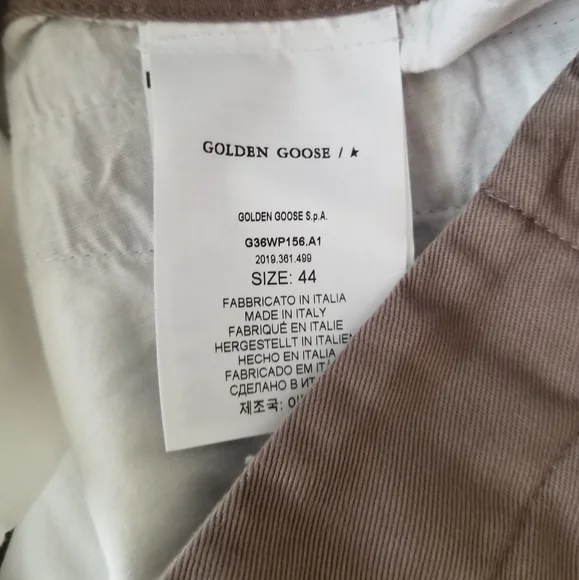 GOLDEN GOOSE / ★
GOLDEN GOOSE S.p.A.
G36WP156.A1
2019.361.499
SIZE: 44
FABBRICATO IN ITALIA
MADE IN ITALY
FABRIQUÉ EN ITALIE
HERGESTELLT IN ITALIEN
HECHO EN ITALIA
FABRICADO EM
СДЕЛАНО В
제조국: